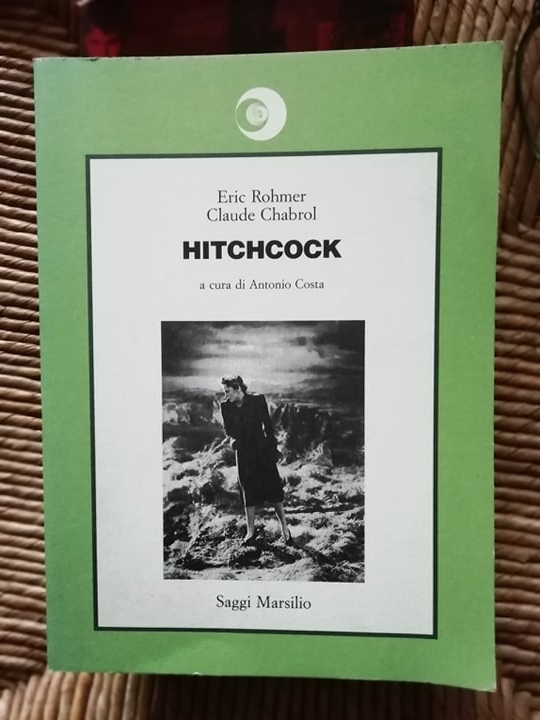 Eric Rohmer
Claude Chabrol
HITCHCOCK
a cura di Antonio Costa
Saggi Marsilio